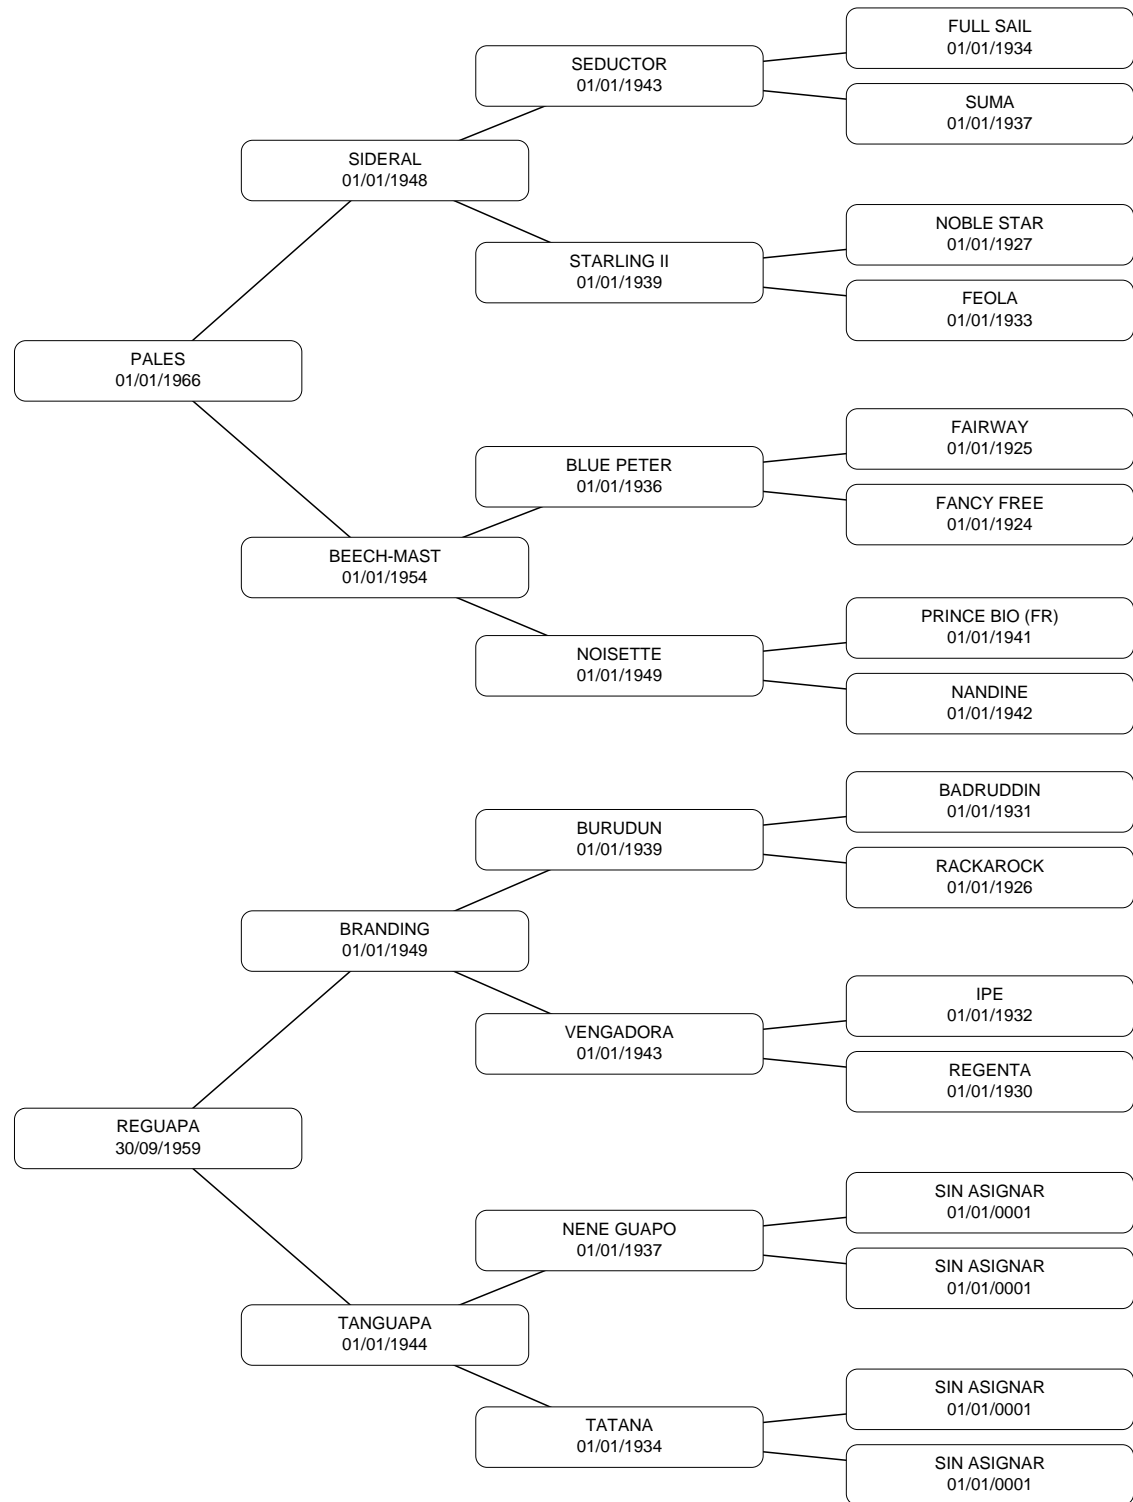 FULL SAIL
01/01/1934
SEDUCTOR
01/01/1943
SUMA
01/01/1937
SIDERAL
01/01/1948
NOBLE STAR
01/01/1927
STARLING II
01/01/1939
FEOLA
01/01/1933
PALES
01/01/1966
FAIRWAY
01/01/1925
BLUE PETER
01/01/1936
FANCY FREE
01/01/1924
BEECH-MAST
01/01/1954
PRINCE BIO (FR)
01/01/1941
NOISETTE
01/01/1949
NANDINE
01/01/1942
BADRUDDIN
01/01/1931
BURUDUN
01/01/1939
RACKAROCK
01/01/1926
BRANDING
01/01/1949
IPE
01/01/1932
VENGADORA
01/01/1943
REGENTA
01/01/1930
REGUAPA
30/09/1959
SIN ASIGNAR
01/01/0001
NENE GUAPO
01/01/1937
SIN ASIGNAR
01/01/0001
TANGUAPA
01/01/1944
SIN ASIGNAR
01/01/0001
TATANA
01/01/1934
SIN ASIGNAR
01/01/0001